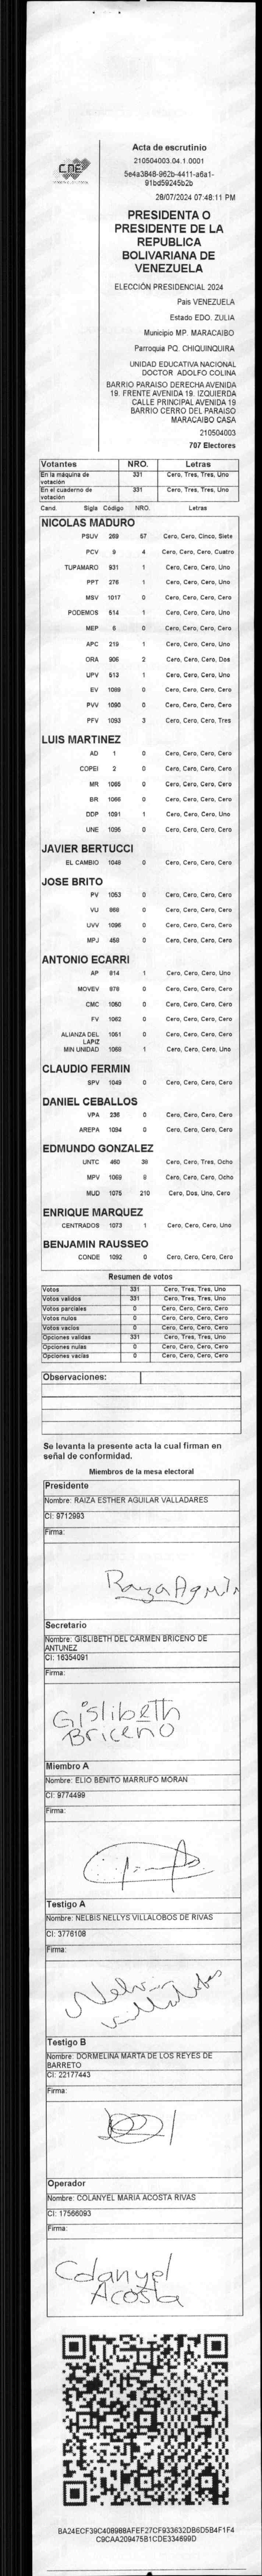 CNE
Acta de escrutinio
210504003.04.1.0001
5e4a3848-962b-4411-a6a1-
91bd59245b2b
28/07/2024 07:48:11 PM
PRESIDENTA O
PRESIDENTE DE LA
REPUBLICA
BOLIVARIANA DE
VENEZUELA
ELECCIÓN PRESIDENCIAL 2024
Pais VENEZUELA
Estado EDO. ZULIA
Municipio MP. MARACAIBO
Parroquia PQ. CHIQUINQUIRA
UNIDAD EDUCATIVA NACIONAL
DOCTOR ADOLFO COLINA
BARRIO PARAISO DERECHA AVENIDA
19. FRENTE AVENIDA 19. IZQUIERDA
CALLE PRINCIPAL AVENIDA 19
BARRIO CERRO DEL PARAISO
MARACAIBO CASA
210504003
707 Electores
Votantes NRO. Letras
En la máquina de votación 331 Cero, Tres, Tres, Uno
En el cuaderno de votación 331 Cero, Tres, Tres, Uno
Cand. Sigla Código NRO. Letras
NICOLAS MADURO
PSUV 269 57 Cero, Cero, Cinco, Siete
PCV 9 4 Cero, Cero, Cero, Cuatro
TUPAMARO 931 1 Cero, Cero, Cero, Uno
PPT 276 1 Cero, Cero, Cero, Uno
MSV 1017 0 Cero, Cero, Cero, Cero
PODEMOS 514 1 Cero, Cero, Cero, Uno
MEP 6 0 Cero, Cero, Cero, Cero
APC 219 1 Cero, Cero, Cero, Uno
ORA 906 2 Cero, Cero, Cero, Dos
UPV 513 1 Cero, Cero, Cero, Uno
EV 1089 0 Cero, Cero, Cero, Cero
PVV 1090 0 Cero, Cero, Cero, Cero
PFV 1093 3 Cero, Cero, Cero, Tres
LUIS MARTINEZ
AD 1 0 Cero, Cero, Cero, Cero
COPEI 2 0 Cero, Cero, Cero, Cero
MR 1065 0 Cero, Cero, Cero, Cero
BR 1066 0 Cero, Cero, Cero, Cero
DDP 1091 1 Cero, Cero, Cero, Uno
UNE 1095 0 Cero, Cero, Cero, Cero
JAVIER BERTUCCI
EL CAMBIO 1048 0 Cero, Cero, Cero, Cero
JOSE BRITO
PV 1053 0 Cero, Cero, Cero, Cero
VU 868 0 Cero, Cero, Cero, Cero
UVV 1096 0 Cero, Cero, Cero, Cero
MPJ 458 0 Cero, Cero, Cero, Cero
ANTONIO ECARRI
AP 814 1 Cero, Cero, Cero, Uno
MOVEV 879 0 Cero, Cero, Cero, Cero
CMC 1050 0 Cero, Cero, Cero, Cero
FV 1062 0 Cero, Cero, Cero, Cero
ALIANZA DEL LAPIZ 1051 0 Cero, Cero, Cero, Cero
MIN UNIDAD 1068 1 Cero, Cero, Cero, Uno
CLAUDIO FERMIN
SPV 1049 0 Cero, Cero, Cero, Cero
DANIEL CEBALLOS
VPA 236 0 Cero, Cero, Cero, Cero
AREPA 1094 0 Cero, Cero, Cero, Cero
EDMUNDO GONZALEZ
UNTC 460 38 Cero, Cero, Tres, Ocho
MPV 1069 8 Cero, Cero, Cero, Ocho
MUD 1075 210 Cero, Dos, Uno, Cero
ENRIQUE MARQUEZ
CENTRADOS 1073 1 Cero, Cero, Cero, Uno
BENJAMIN RAUSSEO
CONDE 1092 0 Cero, Cero, Cero, Cero
Resumen de votos
Votos 331 Cero, Tres, Tres, Uno
Votos validos 331 Cero, Tres, Tres, Uno
Votos parciales 0 Cero, Cero, Cero, Cero
Votos nulos 0 Cero, Cero, Cero, Cero
Votos vacios 0 Cero, Cero, Cero, Cero
Opciones validas 331 Cero, Tres, Tres, Uno
Opciones nulas 0 Cero, Cero, Cero, Cero
Opciones vacias 0 Cero, Cero, Cero, Cero
Observaciones:
Se levanta la presente acta la cual firman en
señal de conformidad.
Miembros de la mesa electoral
Presidente
Nombre: RAIZA ESTHER AGUILAR VALLADARES
CI: 9712993
Firma:
Secretario
Nombre: GISLIBETH DEL CARMEN BRICENO DE
ANTUNEZ
CI: 16354091
Firma:
Gislibeth
Briceno
Miembro A
Nombre: ELIO BENITO MARRUFO MORAN
CI: 9774499
Firma:
Testigo A
Nombre: NELBIS NELLYS VILLALOBOS DE RIVAS
CI: 3776108
Firma:
Testigo B
Nombre: DORMELINA MARTA DE LOS REYES DE
BARRETO
CI: 22177443
Firma:
Operador
Nombre: COLANYEL MARIA ACOSTA RIVAS
CI: 17566093
Firma:
Colanyel
Acosta
BA24ECF39C408988AFEF27CF933632DB6D5B4F1F4
C9CAA209475B1CDE334699D